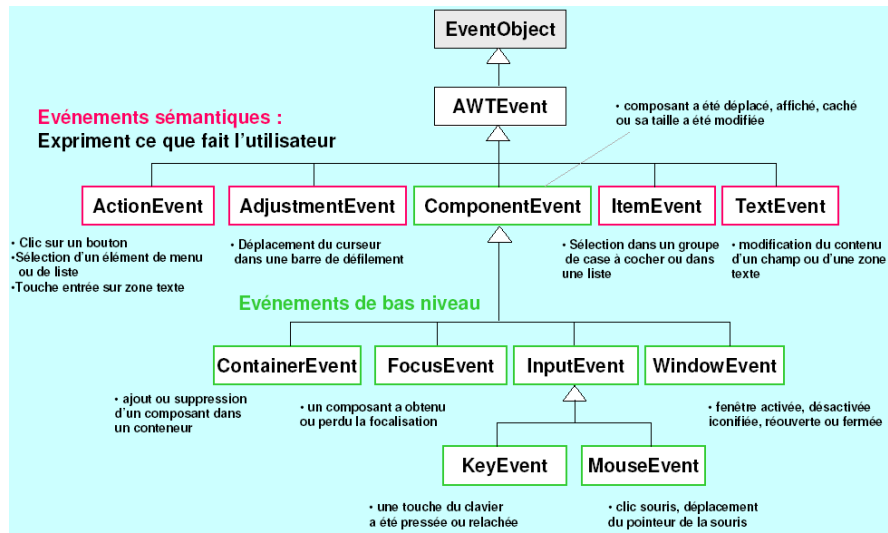 EventObject
AWTEvent
• composant a été déplacé, affiché, caché
ou sa taille a été modifiée
Evénements sémantiques :
Expriment ce que fait l’utilisateur
ActionEvent
AdjustmentEvent
ComponentEvent
ItemEvent
TextEvent
• Clic sur un bouton
•Sélection d’un élément de menu
ou de liste
•Touche entrée sur zone texte
• Déplacement du curseur
dans une barre de défilement
• Sélection dans un groupe
de case à cocher ou dans
une liste
• modification du contenu
d’un champ ou d’une zone
texte
Evénements de bas niveau
ContainerEvent
FocusEvent
InputEvent
WindowEvent
• ajout ou suppression
d’un composant dans
un conteneur
• un composant a obtenu
ou perdu la focalisation
• fenêtre activée, désactivée
iconifiée, réouverte ou fermée
KeyEvent
MouseEvent
• une touche du clavier
a été pressée ou relachée
• clic souris, déplacement
du pointeur de la souris